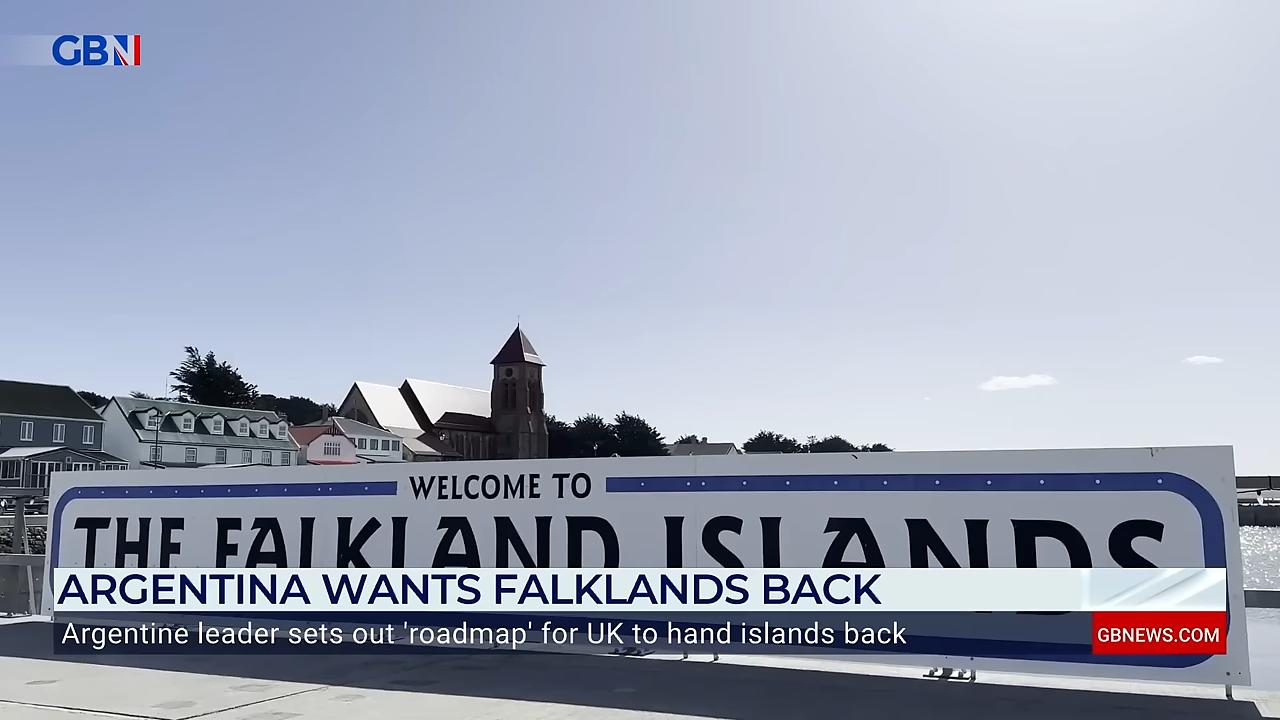 GBN
WELCOME TO
THE FALKLAND ISLANDS
ARGENTINA WANTS FALKLANDS BACK
Argentine leader sets out 'roadmap' for UK to hand islands back
GBNEWS.COM